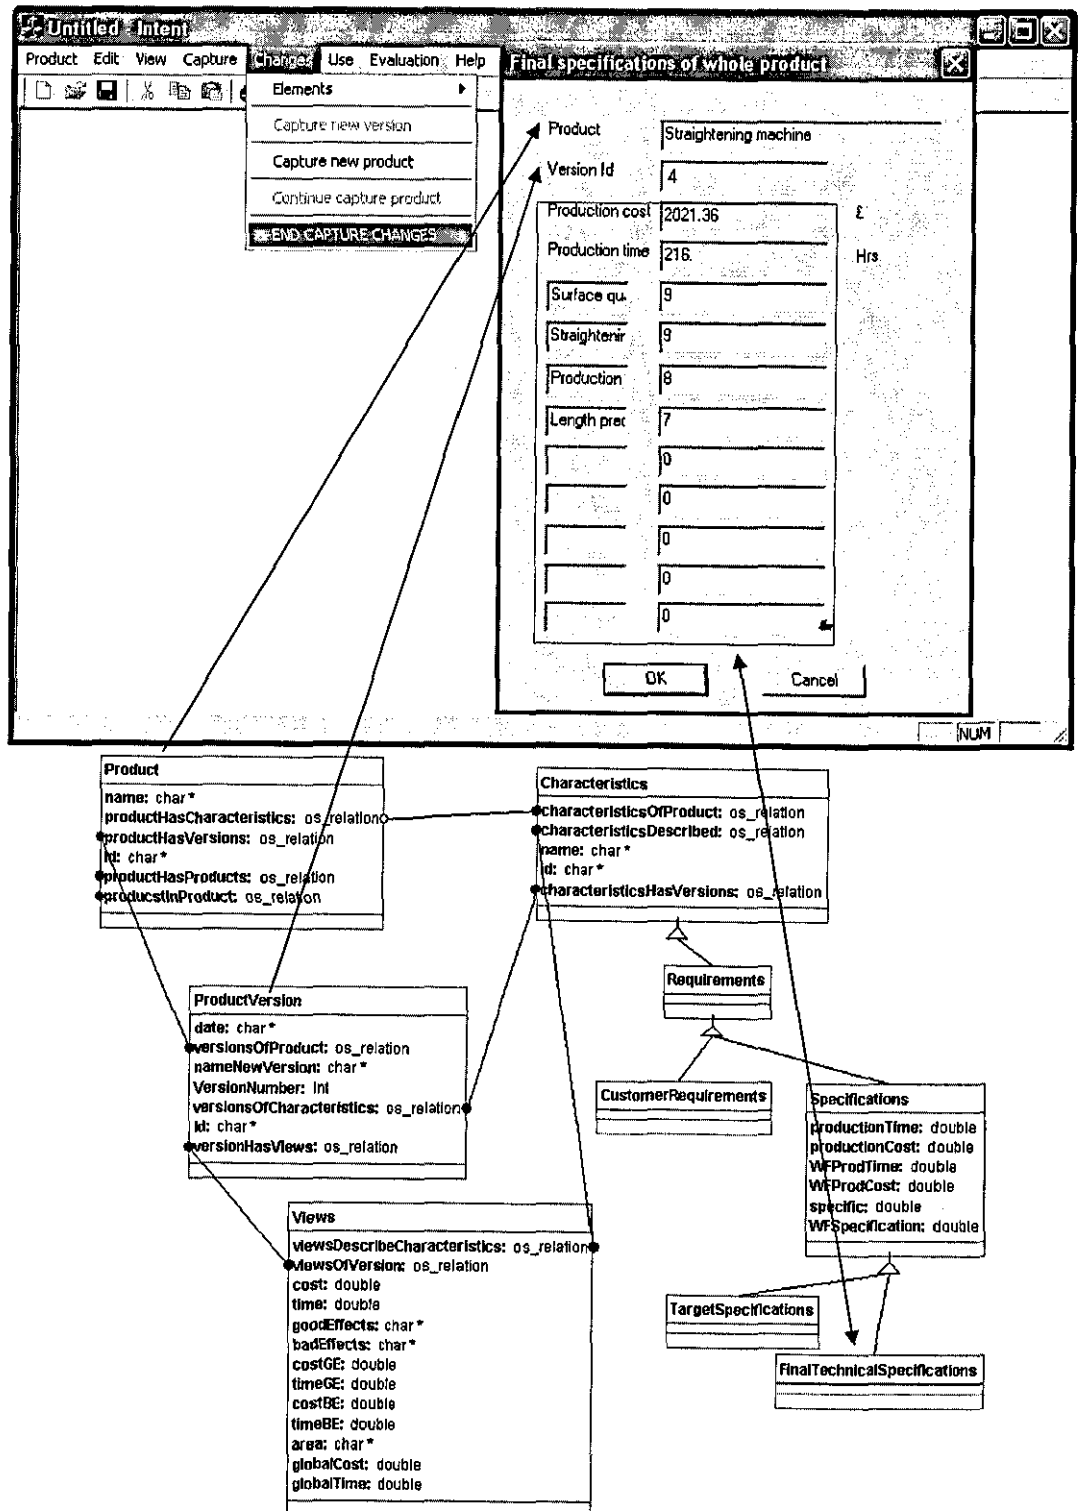 Untitled - Intent
Product Edit View Capture Changes Use Evaluation Help
Elements
Capture new version
Capture new product
Continue capture product
END CAPTURE CHANGES
Final specifications of whole product
Product Straightening machine
Version Id 4
Production cost 2021.36 £
Production time 216. Hrs
Surface qu 9
Straightenir 9
Production 8
Length prec 7
0
0
0
0
0
OK Cancel
NUM
Product
name: char*
productHasCharacteristics: os_relation
productHasVersions: os_relation
id: char*
productHasProducts: os_relation
producstInProduct: os_relation
Characteristics
characteristicsOfProduct: os_relation
characteristicsDescribed: os_relation
name: char*
id: char*
characteristicsHasVersions: os_relation
Requirements
ProductVersion
date: char*
versionsOfProduct: os_relation
nameNewVersion: char*
VersionNumber: int
versionsOfCharacteristics: os_relation
id: char*
versionHasViews: os_relation
CustomerRequirements
Specifications
productionTime: double
productionCost: double
WFProdTime: double
WFProdCost: double
specific: double
WFSpecification: double
Views
viewsDescribeCharacteristics: os_relation
viewsOfVersion: os_relation
cost: double
time: double
goodEffects: char*
badEffects: char*
costGE: double
timeGE: double
costBE: double
timeBE: double
area: char*
globalCost: double
globalTime: double
TargetSpecifications
FinalTechnicalSpecifications